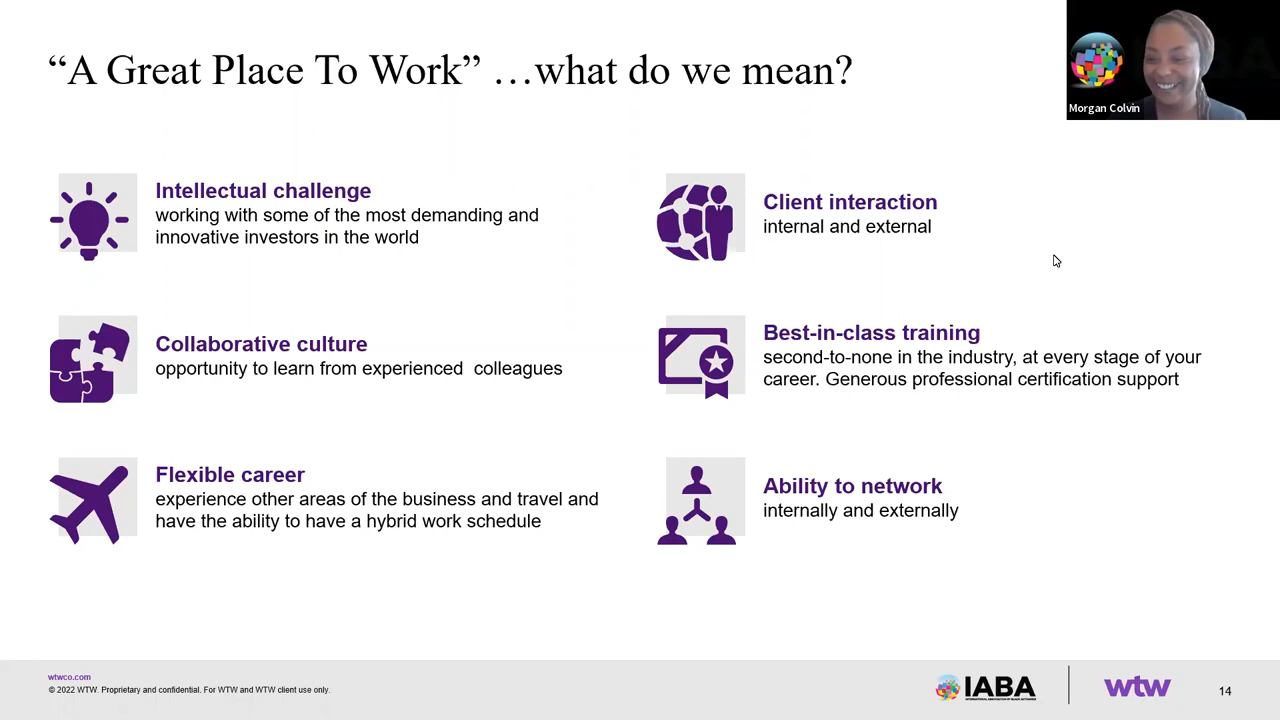 “A Great Place To Work” …what do we mean?
Morgan Colvin
Intellectual challenge
working with some of the most demanding and
innovative investors in the world
Client interaction
internal and external
Collaborative culture
opportunity to learn from experienced  colleagues
Best-in-class training
second-to-none in the industry, at every stage of your
career. Generous professional certification support
Flexible career
experience other areas of the business and travel and
have the ability to have a hybrid work schedule
Ability to network
internally and externally
wtwco.com
© 2022 WTW. Proprietary and confidential. For WTW and WTW client use only.
IABA
INTERNATIONAL ASSOCIATION OF BLACK ACTUARIES
wtw
14